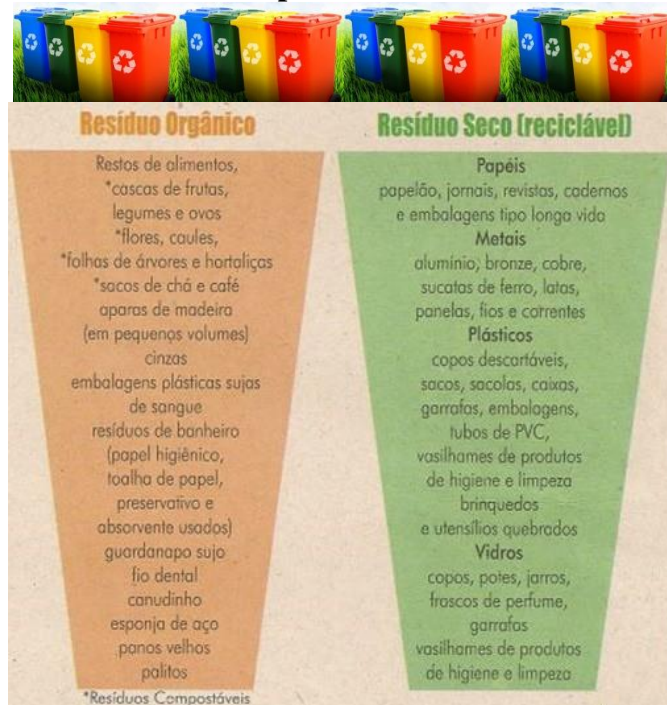 Resíduo Orgânico
Restos de alimentos,
*cascas de frutas,
legumes e ovos
*flores, caules,
*folhas de árvores e hortaliças
*sacos de chá e café
aparas de madeira
(em pequenos volumes)
cinzas
embalagens plásticas sujas
de sangue
resíduos de banheiro
(papel higiênico,
toalha de papel,
preservativo e
absorvente usados)
guardanapo sujo
fio dental
canudinho
esponja de aço
panos velhos
palitos
*Resíduos Compostáveis
Resíduo Seco (reciclável)
Papéis
papelão, jornais, revistas, cadernos
e embalagens tipo longa vida
Metais
alumínio, bronze, cobre,
sucatas de ferro, latas,
panelas, fios e correntes
Plásticos
copos descartáveis,
sacos, sacolas, caixas,
garrafas, embalagens,
tubos de PVC,
vasilhames de produtos
de higiene e limpeza
brinquedos
e utensílios quebrados
Vidros
copos, potes, jarros,
frascos de perfume,
garrafas
vasilhames de produtos
de higiene e limpeza